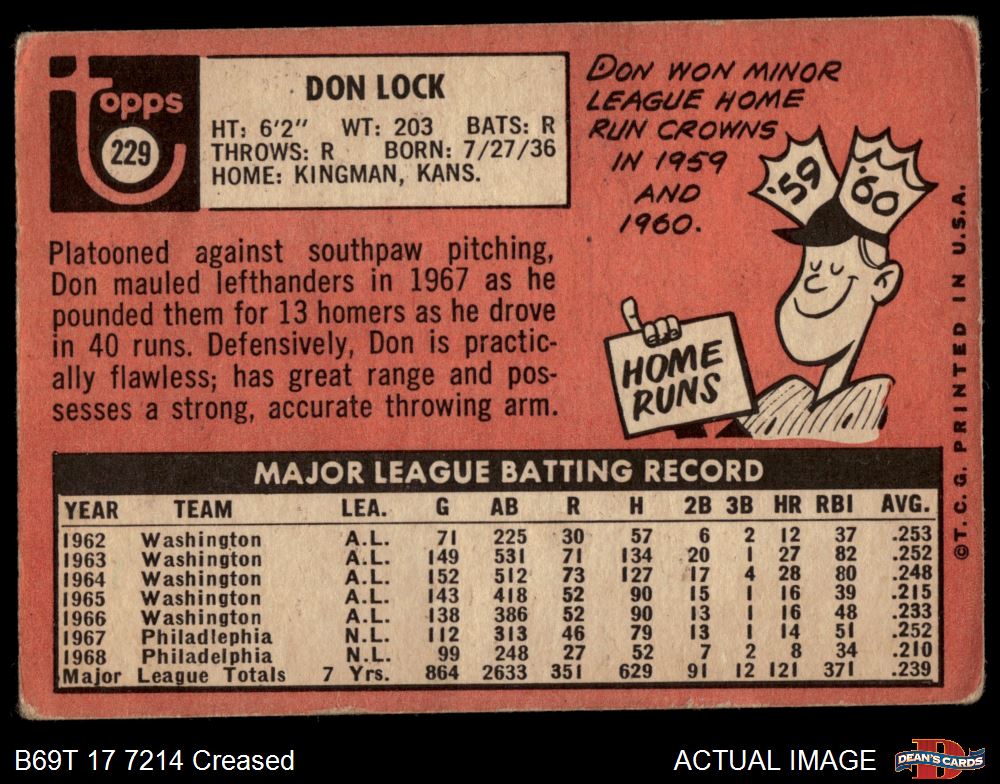 Topps
229
DON LOCK
HT: 6'2" WT: 203 BATS: R
THROWS: R BORN: 7/27/36
HOME: KINGMAN, KANS.
DON WON MINOR
LEAGUE HOME
RUN CROWNS
IN 1959
AND
1960.
'59
'60
HOME
RUNS
Platooned against southpaw pitching,
Don mauled lefthanders in 1967 as he
pounded them for 13 homers as he drove
in 40 runs. Defensively, Don is practic-
ally flawless; has great range and pos-
sesses a strong, accurate throwing arm.
©T.C.G. PRINTED IN U.S.A.
MAJOR LEAGUE BATTING RECORD
YEAR TEAM LEA. G AB R H 2B 3B HR RBI AVG.
1962 Washington A.L. 71 225 30 57 6 2 12 37 .253
1963 Washington A.L. 149 531 71 134 20 1 27 82 .252
1964 Washington A.L. 152 512 73 127 17 4 28 80 .248
1965 Washington A.L. 143 418 52 90 15 1 16 39 .215
1966 Washington A.L. 138 386 52 90 13 1 16 48 .233
1967 Philadlephia N.L. 112 313 46 79 13 1 14 51 .252
1968 Philadelphia N.L. 99 248 27 52 7 2 8 34 .210
Major League Totals 7 Yrs. 864 2633 351 629 91 12 121 371 .239
B69T 17 7214 Creased
ACTUAL IMAGE
D
DEAN'S CARDS